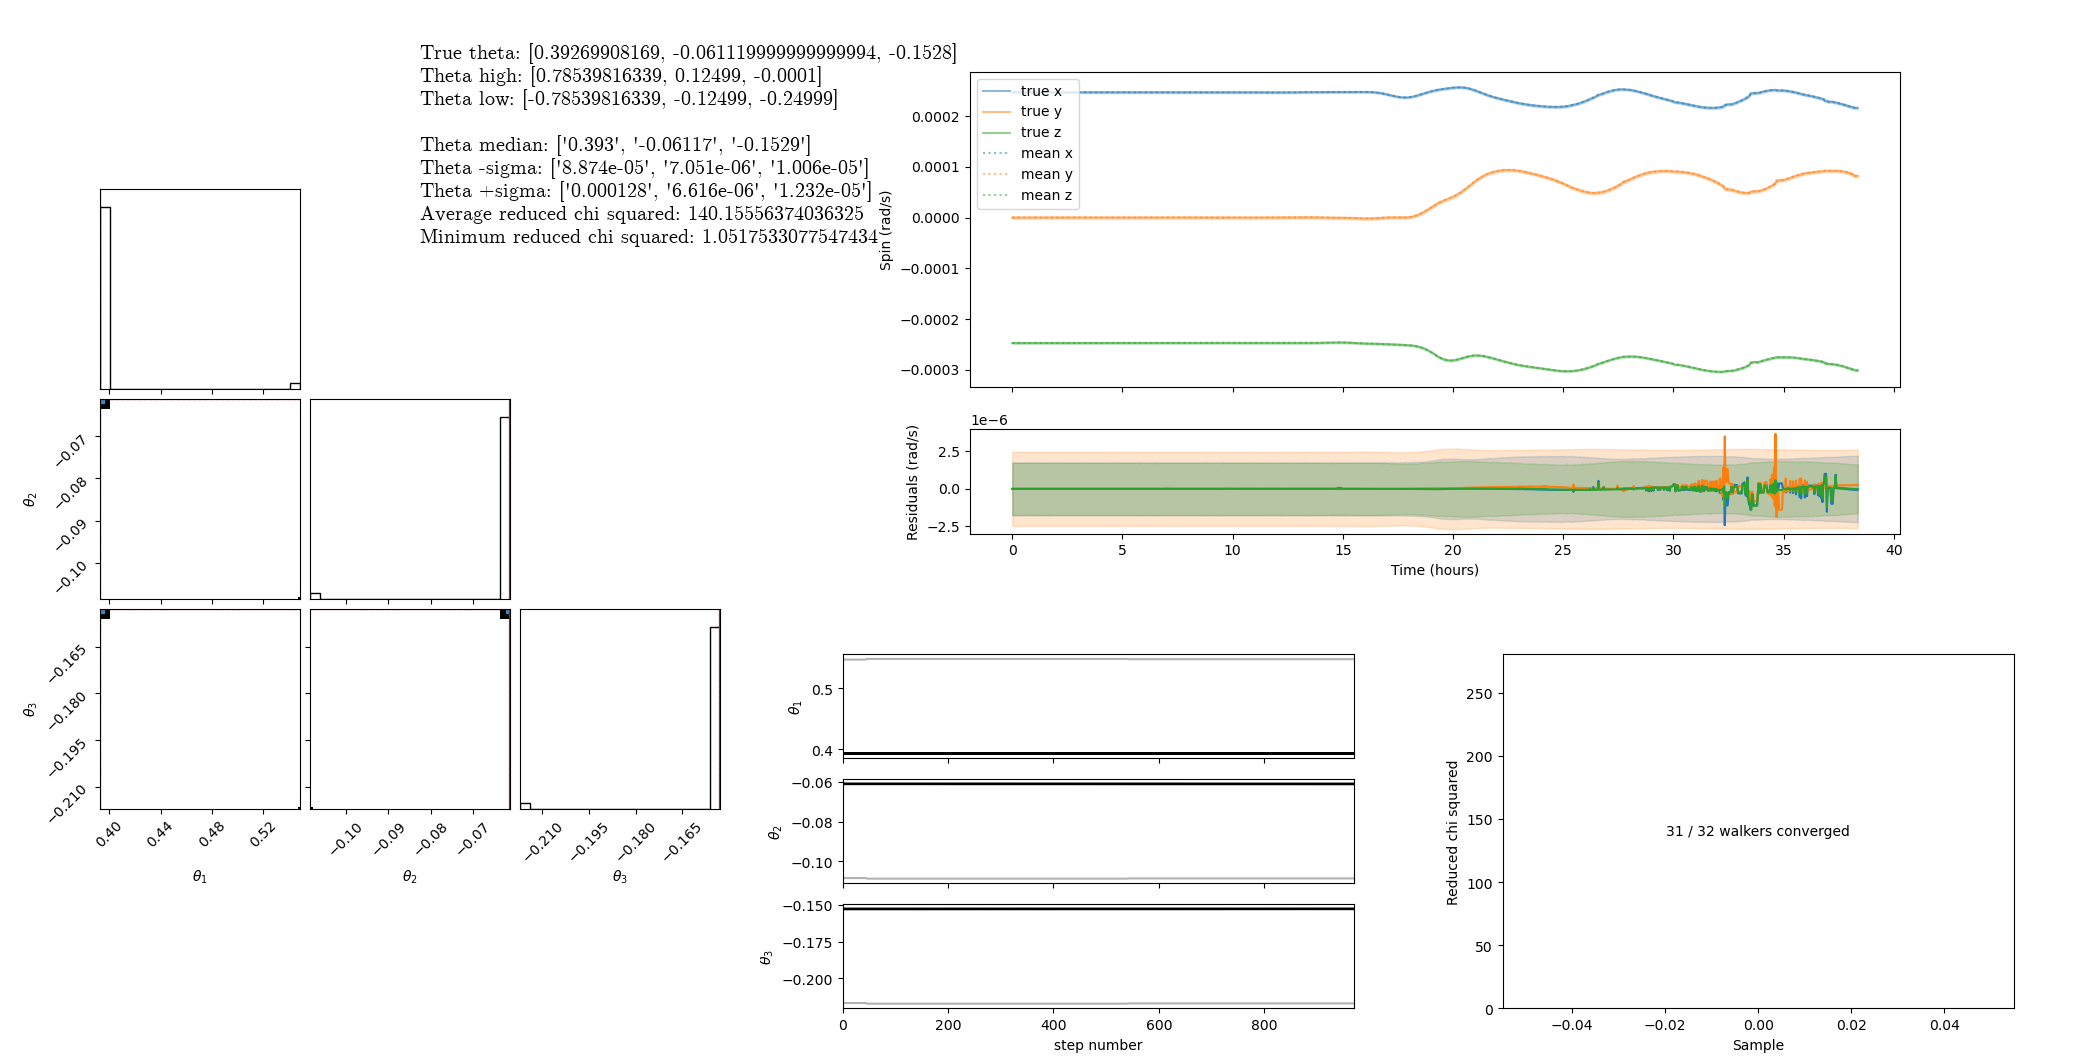 True theta: [0.39269908169, -0.061119999999999994, -0.1528]
Theta high: [0.78539816339, 0.12499, -0.0001]
Theta low: [-0.78539816339, -0.12499, -0.24999]
Theta median: ['0.393', '-0.06117', '-0.1529']
Theta -sigma: ['8.874e-05', '7.051e-06', '1.006e-05']
Theta +sigma: ['0.000128', '6.616e-06', '1.232e-05']
Average reduced chi squared: 140.15556374036325
Minimum reduced chi squared: 1.0517533077547434
true x
true y
true z
mean x
mean y
mean z
Spin (rad/s)
0.0002
0.0001
0.0000
−0.0001
−0.0002
−0.0003
1e−6
Residuals (rad/s)
2.5
0.0
−2.5
0 5 10 15 20 25 30 35 40
Time (hours)
θ2
−0.07
−0.08
−0.09
−0.10
θ3
−0.165
−0.180
−0.195
−0.210
0.40 0.44 0.48 0.52
θ1
−0.10 −0.09 −0.08 −0.07
θ2
−0.210 −0.195 −0.180 −0.165
θ3
θ1
0.5
0.4
θ2
−0.06
−0.08
−0.10
θ3
−0.150
−0.175
−0.200
0 200 400 600 800
step number
Reduced chi squared
250
200
150
100
50
0
31 / 32 walkers converged
−0.04 −0.02 0.00 0.02 0.04
Sample